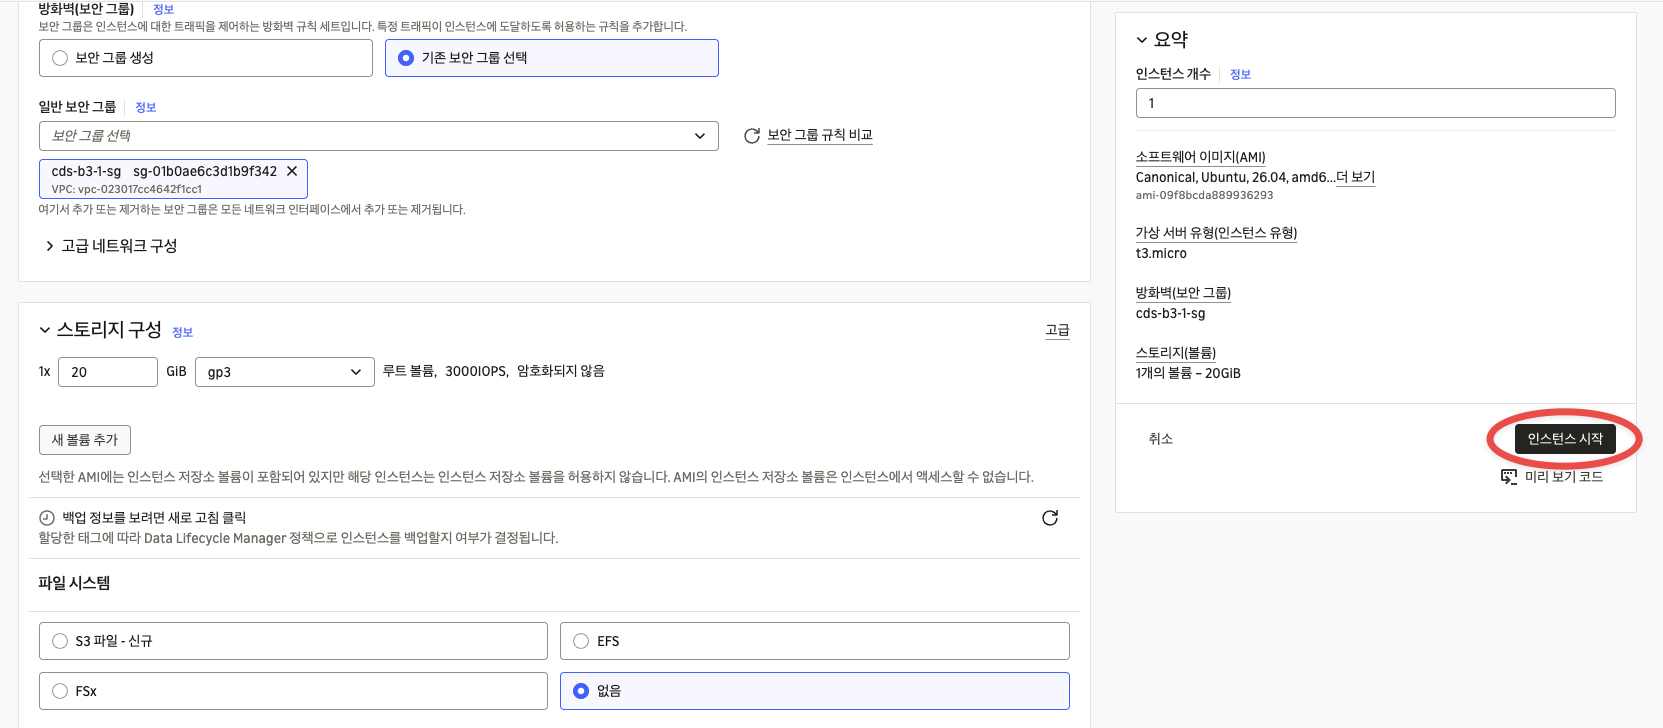 방화벽(보안 그룹) 정보
보안 그룹은 인스턴스에 대한 트래픽을 제어하는 방화벽 규칙 세트입니다. 특정 트래픽이 인스턴스에 도달하도록 허용하는 규칙을 추가합니다.
보안 그룹 생성
기존 보안 그룹 선택
일반 보안 그룹 정보
보안 그룹 선택
보안 그룹 규칙 비교
cds-b3-1-sg sg-01b0ae6c3d1b9f342
VPC: vpc-023017cc4642f1cc1
여기서 추가 또는 제거하는 보안 그룹은 모든 네트워크 인터페이스에서 추가 또는 제거됩니다.
고급 네트워크 구성
스토리지 구성 정보
고급
1x 20 GiB gp3 루트 볼륨, 3000IOPS, 암호화되지 않음
새 볼륨 추가
선택한 AMI에는 인스턴스 저장소 볼륨이 포함되어 있지만 해당 인스턴스는 인스턴스 저장소 볼륨을 허용하지 않습니다. AMI의 인스턴스 저장소 볼륨은 인스턴스에서 액세스할 수 없습니다.
백업 정보를 보려면 새로 고침 클릭
할당한 태그에 따라 Data Lifecycle Manager 정책으로 인스턴스를 백업할지 여부가 결정됩니다.
파일 시스템
S3 파일 - 신규
EFS
FSx
없음
요약
인스턴스 개수 정보
1
소프트웨어 이미지(AMI)
Canonical, Ubuntu, 26.04, amd6...더 보기
ami-09f8bcda889936293
가상 서버 유형(인스턴스 유형)
t3.micro
방화벽(보안 그룹)
cds-b3-1-sg
스토리지(볼륨)
1개의 볼륨 – 20GiB
취소
인스턴스 시작
미리 보기 코드